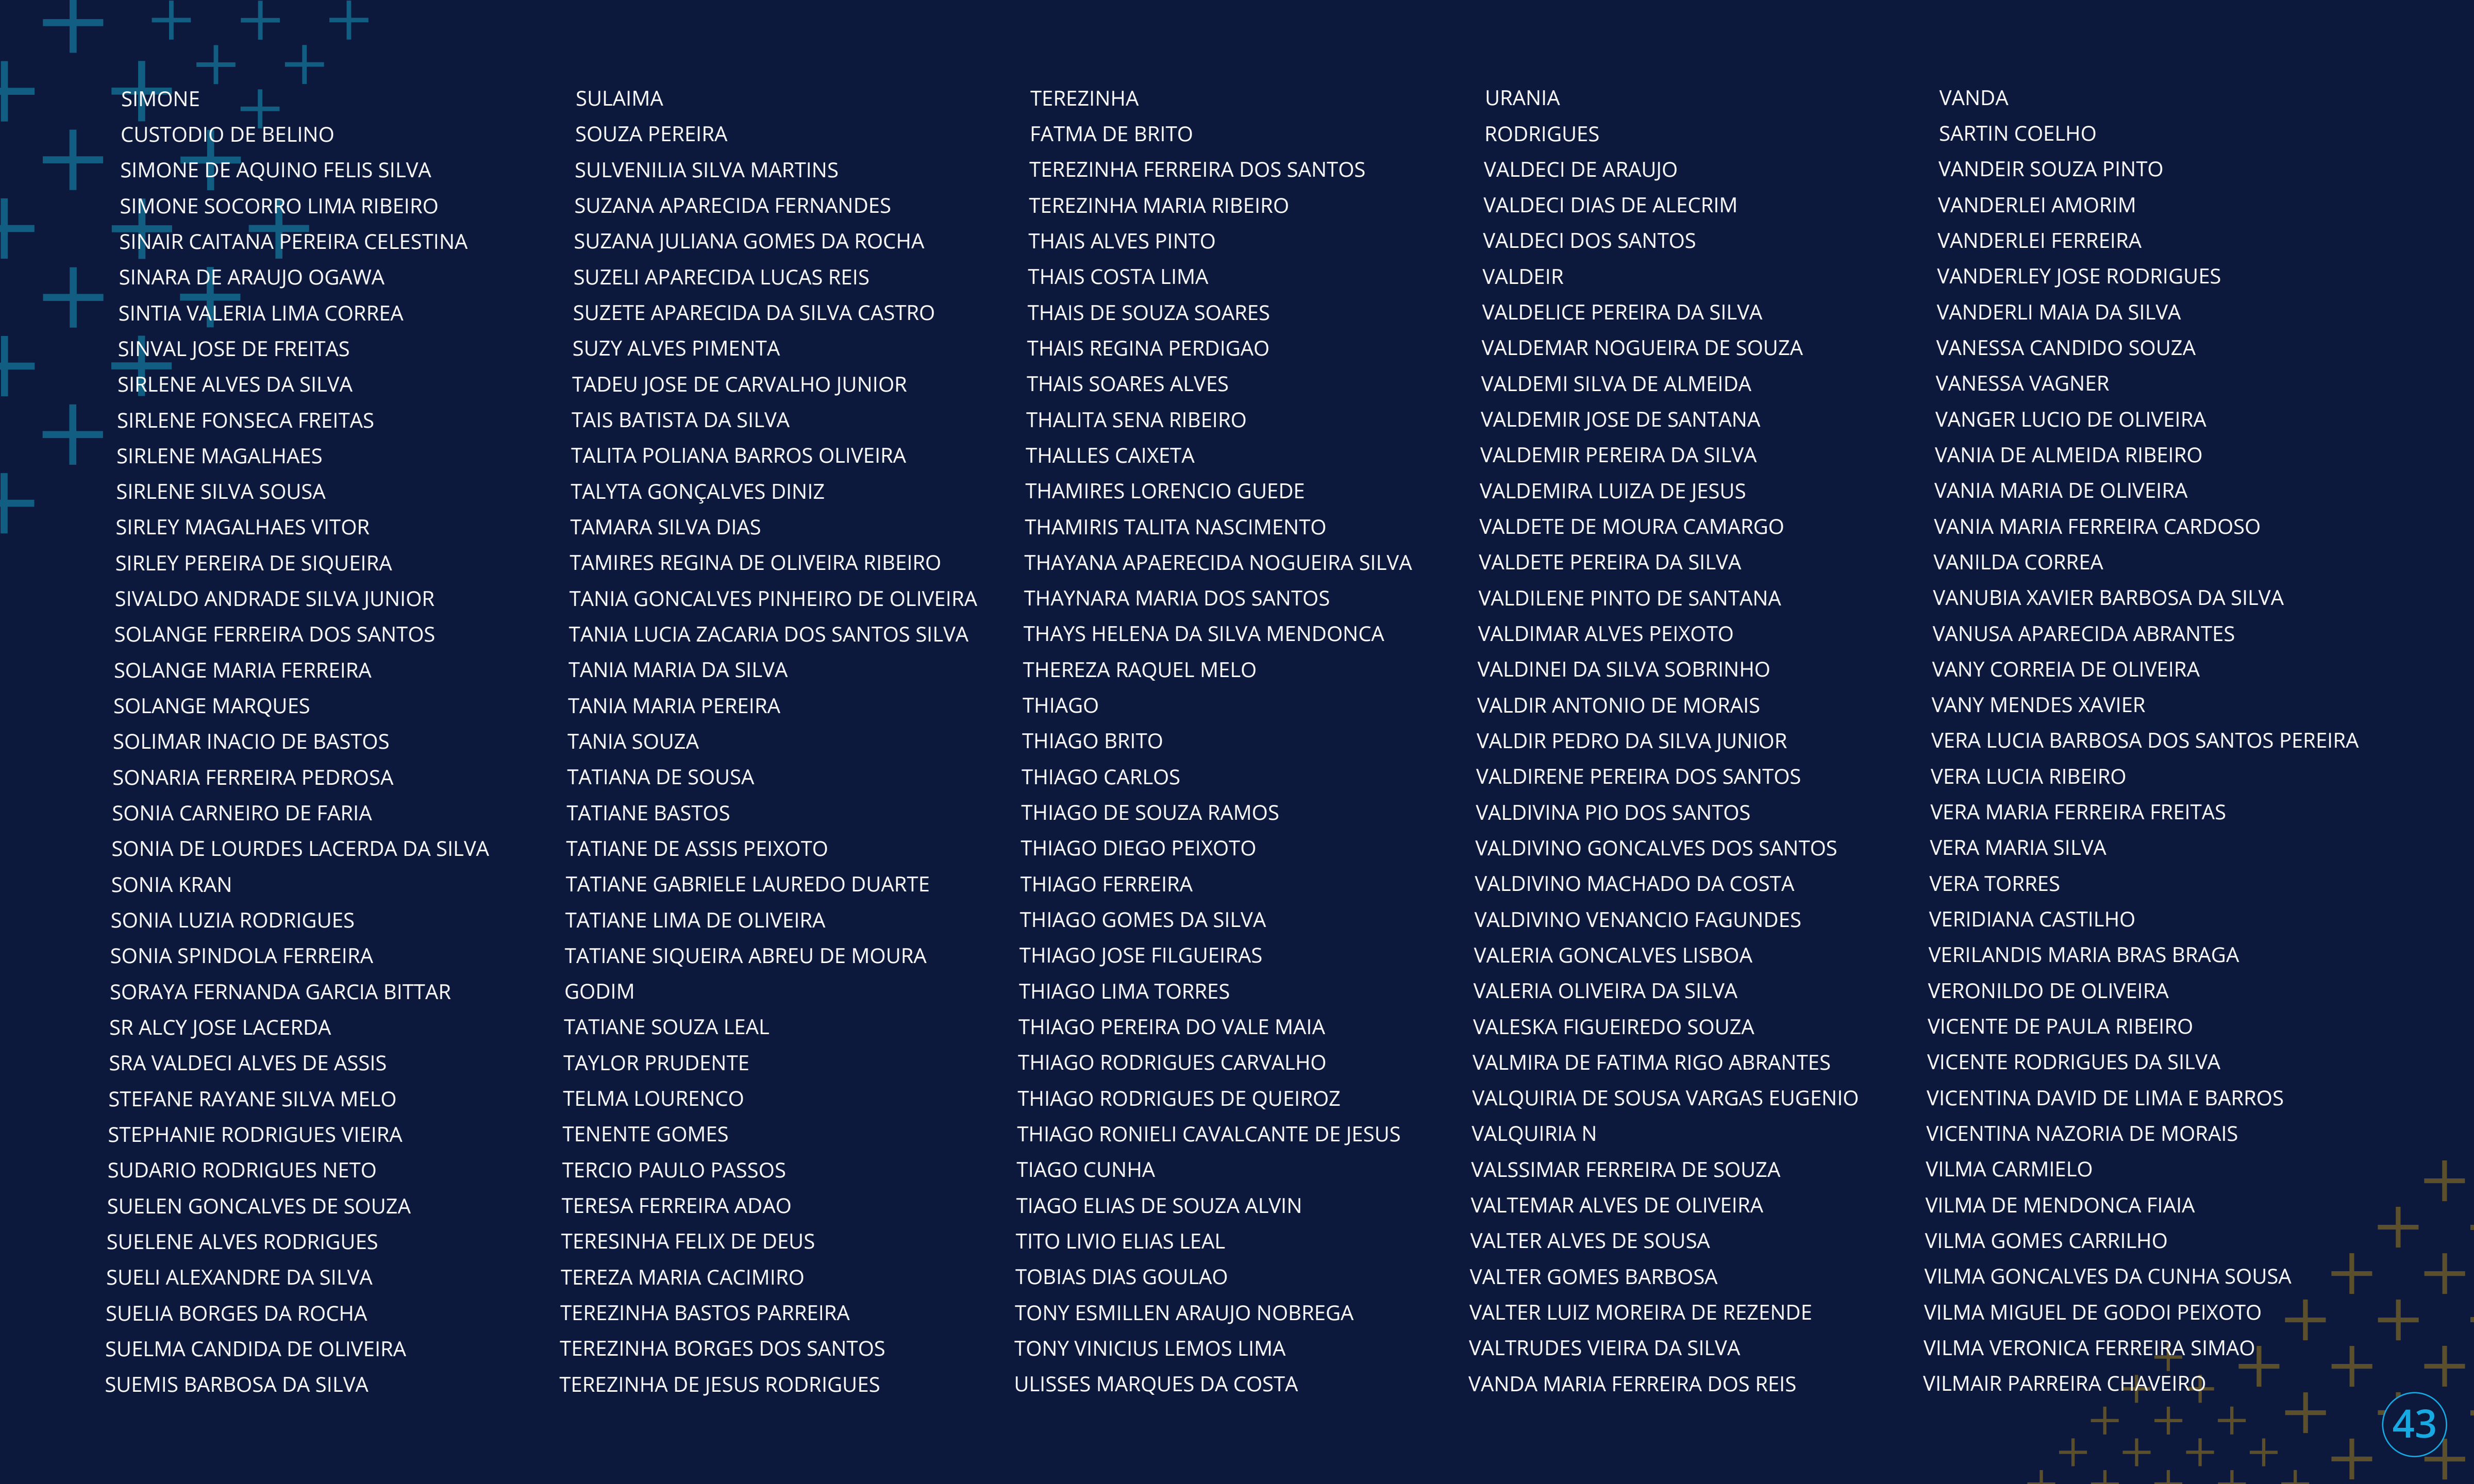 SIMONE
CUSTODIO DE BELINO
SIMONE DE AQUINO FELIS SILVA
SIMONE SOCORRO LIMA RIBEIRO
SINAIR CAITANA PEREIRA CELESTINA
SINARA DE ARAUJO OGAWA
SINTIA VALERIA LIMA CORREA
SINVAL JOSE DE FREITAS
SIRLENE ALVES DA SILVA
SIRLENE FONSECA FREITAS
SIRLENE MAGALHAES
SIRLENE SILVA SOUSA
SIRLEY MAGALHAES VITOR
SIRLEY PEREIRA DE SIQUEIRA
SIVALDO ANDRADE SILVA JUNIOR
SOLANGE FERREIRA DOS SANTOS
SOLANGE MARIA FERREIRA
SOLANGE MARQUES
SOLIMAR INACIO DE BASTOS
SONARIA FERREIRA PEDROSA
SONIA CARNEIRO DE FARIA
SONIA DE LOURDES LACERDA DA SILVA
SONIA KRAN
SONIA LUZIA RODRIGUES
SONIA SPINDOLA FERREIRA
SORAYA FERNANDA GARCIA BITTAR
SR ALCY JOSE LACERDA
SRA VALDECI ALVES DE ASSIS
STEFANE RAYANE SILVA MELO
STEPHANIE RODRIGUES VIEIRA
SUDARIO RODRIGUES NETO
SUELEN GONCALVES DE SOUZA
SUELENE ALVES RODRIGUES
SUELI ALEXANDRE DA SILVA
SUELIA BORGES DA ROCHA
SUELMA CANDIDA DE OLIVEIRA
SUEMIS BARBOSA DA SILVA
SULAIMA
SOUZA PEREIRA
SULVENILIA SILVA MARTINS
SUZANA APARECIDA FERNANDES
SUZANA JULIANA GOMES DA ROCHA
SUZELI APARECIDA LUCAS REIS
SUZETE APARECIDA DA SILVA CASTRO
SUZY ALVES PIMENTA
TADEU JOSE DE CARVALHO JUNIOR
TAIS BATISTA DA SILVA
TALITA POLIANA BARROS OLIVEIRA
TALYTA GONÇALVES DINIZ
TAMARA SILVA DIAS
TAMIRES REGINA DE OLIVEIRA RIBEIRO
TANIA GONCALVES PINHEIRO DE OLIVEIRA
TANIA LUCIA ZACARIA DOS SANTOS SILVA
TANIA MARIA DA SILVA
TANIA MARIA PEREIRA
TANIA SOUZA
TATIANA DE SOUSA
TATIANE BASTOS
TATIANE DE ASSIS PEIXOTO
TATIANE GABRIELE LAUREDO DUARTE
TATIANE LIMA DE OLIVEIRA
TATIANE SIQUEIRA ABREU DE MOURA
GODIM
TATIANE SOUZA LEAL
TAYLOR PRUDENTE
TELMA LOURENCO
TENENTE GOMES
TERCIO PAULO PASSOS
TERESA FERREIRA ADAO
TERESINHA FELIX DE DEUS
TEREZA MARIA CACIMIRO
TEREZINHA BASTOS PARREIRA
TEREZINHA BORGES DOS SANTOS
TEREZINHA DE JESUS RODRIGUES
TEREZINHA
FATMA DE BRITO
TEREZINHA FERREIRA DOS SANTOS
TEREZINHA MARIA RIBEIRO
THAIS ALVES PINTO
THAIS COSTA LIMA
THAIS DE SOUZA SOARES
THAIS REGINA PERDIGAO
THAIS SOARES ALVES
THALITA SENA RIBEIRO
THALLES CAIXETA
THAMIRES LORENCIO GUEDE
THAMIRIS TALITA NASCIMENTO
THAYANA APAERECIDA NOGUEIRA SILVA
THAYNARA MARIA DOS SANTOS
THAYS HELENA DA SILVA MENDONCA
THEREZA RAQUEL MELO
THIAGO
THIAGO BRITO
THIAGO CARLOS
THIAGO DE SOUZA RAMOS
THIAGO DIEGO PEIXOTO
THIAGO FERREIRA
THIAGO GOMES DA SILVA
THIAGO JOSE FILGUEIRAS
THIAGO LIMA TORRES
THIAGO PEREIRA DO VALE MAIA
THIAGO RODRIGUES CARVALHO
THIAGO RODRIGUES DE QUEIROZ
THIAGO RONIELI CAVALCANTE DE JESUS
TIAGO CUNHA
TIAGO ELIAS DE SOUZA ALVIN
TITO LIVIO ELIAS LEAL
TOBIAS DIAS GOULAO
TONY ESMILLEN ARAUJO NOBREGA
TONY VINICIUS LEMOS LIMA
ULISSES MARQUES DA COSTA
URANIA
RODRIGUES
VALDECI DE ARAUJO
VALDECI DIAS DE ALECRIM
VALDECI DOS SANTOS
VALDEIR
VALDELICE PEREIRA DA SILVA
VALDEMAR NOGUEIRA DE SOUZA
VALDEMI SILVA DE ALMEIDA
VALDEMIR JOSE DE SANTANA
VALDEMIR PEREIRA DA SILVA
VALDEMIRA LUIZA DE JESUS
VALDETE DE MOURA CAMARGO
VALDETE PEREIRA DA SILVA
VALDILENE PINTO DE SANTANA
VALDIMAR ALVES PEIXOTO
VALDINEI DA SILVA SOBRINHO
VALDIR ANTONIO DE MORAIS
VALDIR PEDRO DA SILVA JUNIOR
VALDIRENE PEREIRA DOS SANTOS
VALDIVINA PIO DOS SANTOS
VALDIVINO GONCALVES DOS SANTOS
VALDIVINO MACHADO DA COSTA
VALDIVINO VENANCIO FAGUNDES
VALERIA GONCALVES LISBOA
VALERIA OLIVEIRA DA SILVA
VALESKA FIGUEIREDO SOUZA
VALMIRA DE FATIMA RIGO ABRANTES
VALQUIRIA DE SOUSA VARGAS EUGENIO
VALQUIRIA N
VALSSIMAR FERREIRA DE SOUZA
VALTEMAR ALVES DE OLIVEIRA
VALTER ALVES DE SOUSA
VALTER GOMES BARBOSA
VALTER LUIZ MOREIRA DE REZENDE
VALTRUDES VIEIRA DA SILVA
VANDA MARIA FERREIRA DOS REIS
VANDA
SARTIN COELHO
VANDEIR SOUZA PINTO
VANDERLEI AMORIM
VANDERLEI FERREIRA
VANDERLEY JOSE RODRIGUES
VANDERLI MAIA DA SILVA
VANESSA CANDIDO SOUZA
VANESSA VAGNER
VANGER LUCIO DE OLIVEIRA
VANIA DE ALMEIDA RIBEIRO
VANIA MARIA DE OLIVEIRA
VANIA MARIA FERREIRA CARDOSO
VANILDA CORREA
VANUBIA XAVIER BARBOSA DA SILVA
VANUSA APARECIDA ABRANTES
VANY CORREIA DE OLIVEIRA
VANY MENDES XAVIER
VERA LUCIA BARBOSA DOS SANTOS PEREIRA
VERA LUCIA RIBEIRO
VERA MARIA FERREIRA FREITAS
VERA MARIA SILVA
VERA TORRES
VERIDIANA CASTILHO
VERILANDIS MARIA BRAS BRAGA
VERONILDO DE OLIVEIRA
VICENTE DE PAULA RIBEIRO
VICENTE RODRIGUES DA SILVA
VICENTINA DAVID DE LIMA E BARROS
VICENTINA NAZORIA DE MORAIS
VILMA CARMIELO
VILMA DE MENDONCA FIAIA
VILMA GOMES CARRILHO
VILMA GONCALVES DA CUNHA SOUSA
VILMA MIGUEL DE GODOI PEIXOTO
VILMA VERONICA FERREIRA SIMAO
VILMAIR PARREIRA CHAVEIRO
43